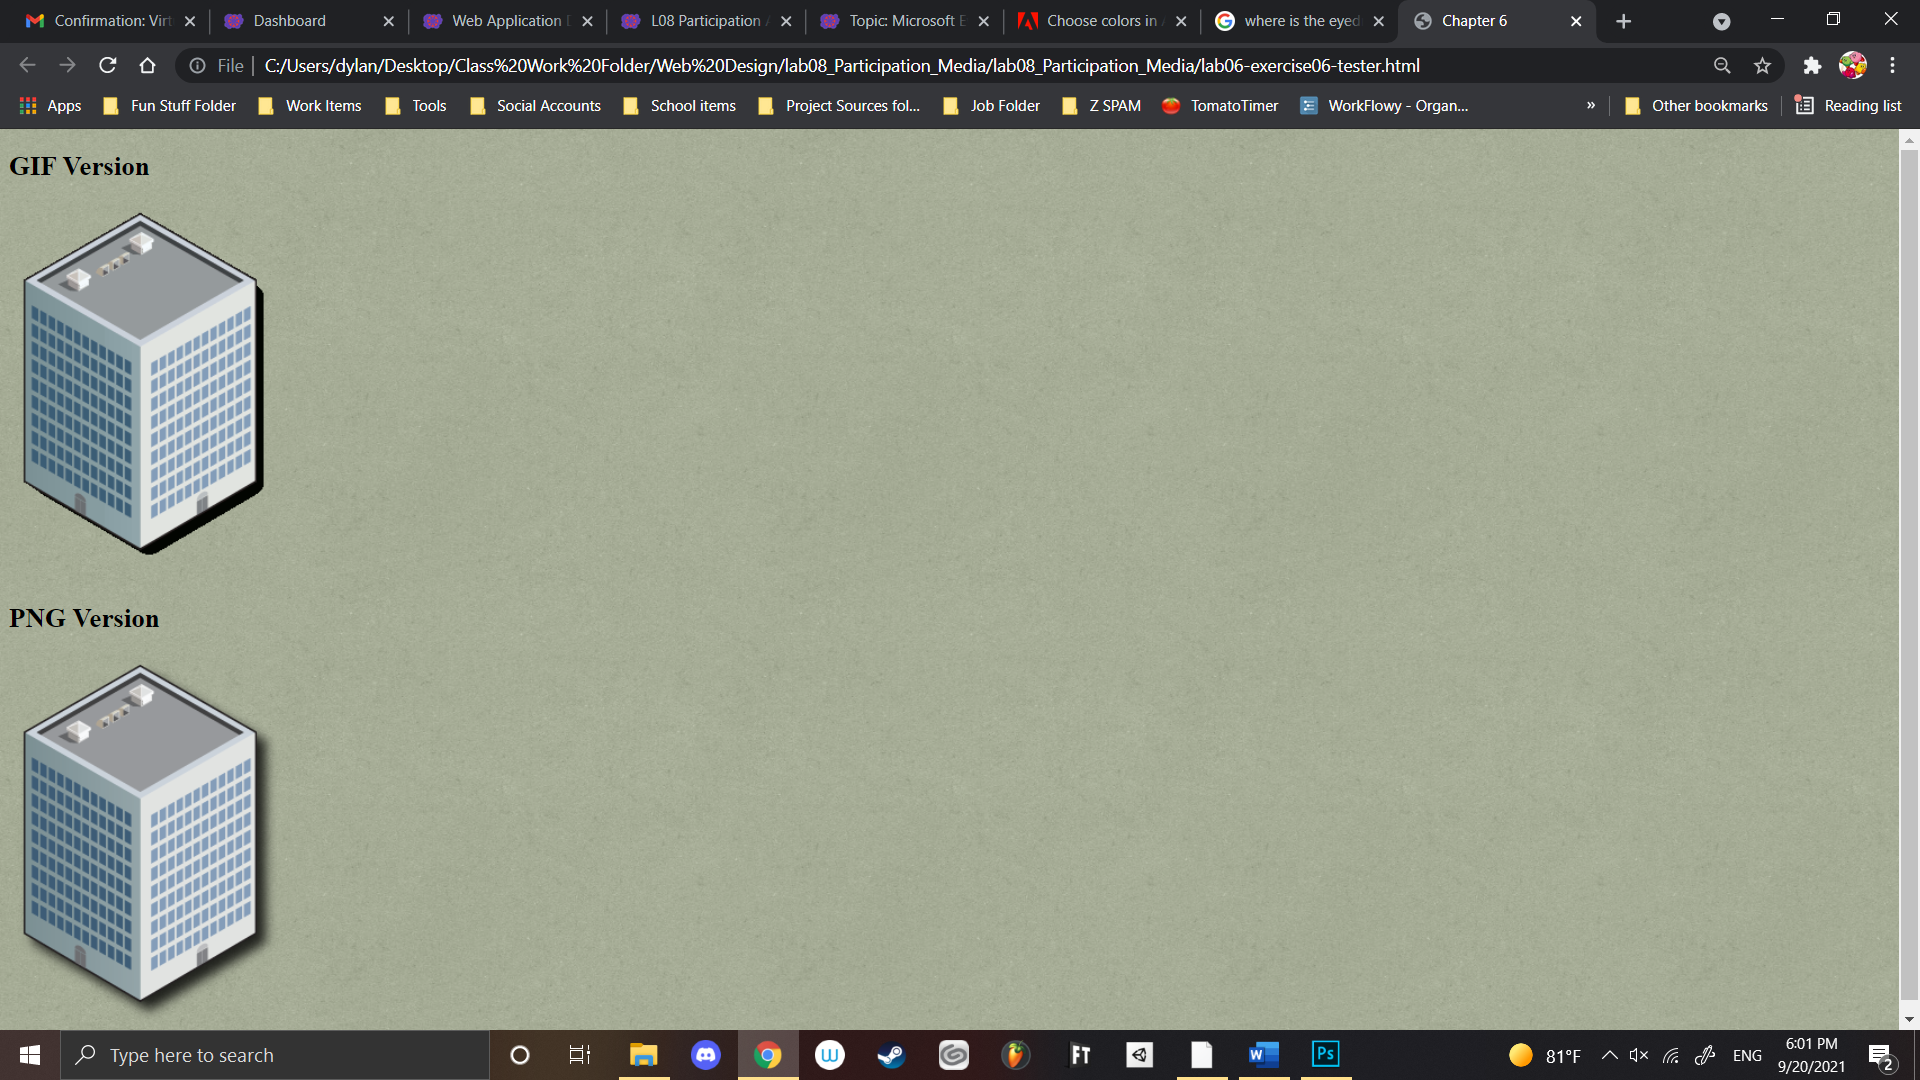 Confirmation: Virt
Dashboard
Web Application D
L08 Participation A
Topic: Microsoft E
Choose colors in A
where is the eyed
Chapter 6
File
C:/Users/dylan/Desktop/Class%20Work%20Folder/Web%20Design/lab08_Participation_Media/lab08_Participation_Media/lab06-exercise06-tester.html
Apps
Fun Stuff Folder
Work Items
Tools
Social Accounts
School items
Project Sources fol...
Job Folder
Z SPAM
TomatoTimer
WorkFlowy - Organ...
»
Other bookmarks
Reading list
GIF Version
PNG Version
Type here to search
W
FT
W
Ps
81°F
ENG
6:01 PM
9/20/2021
2